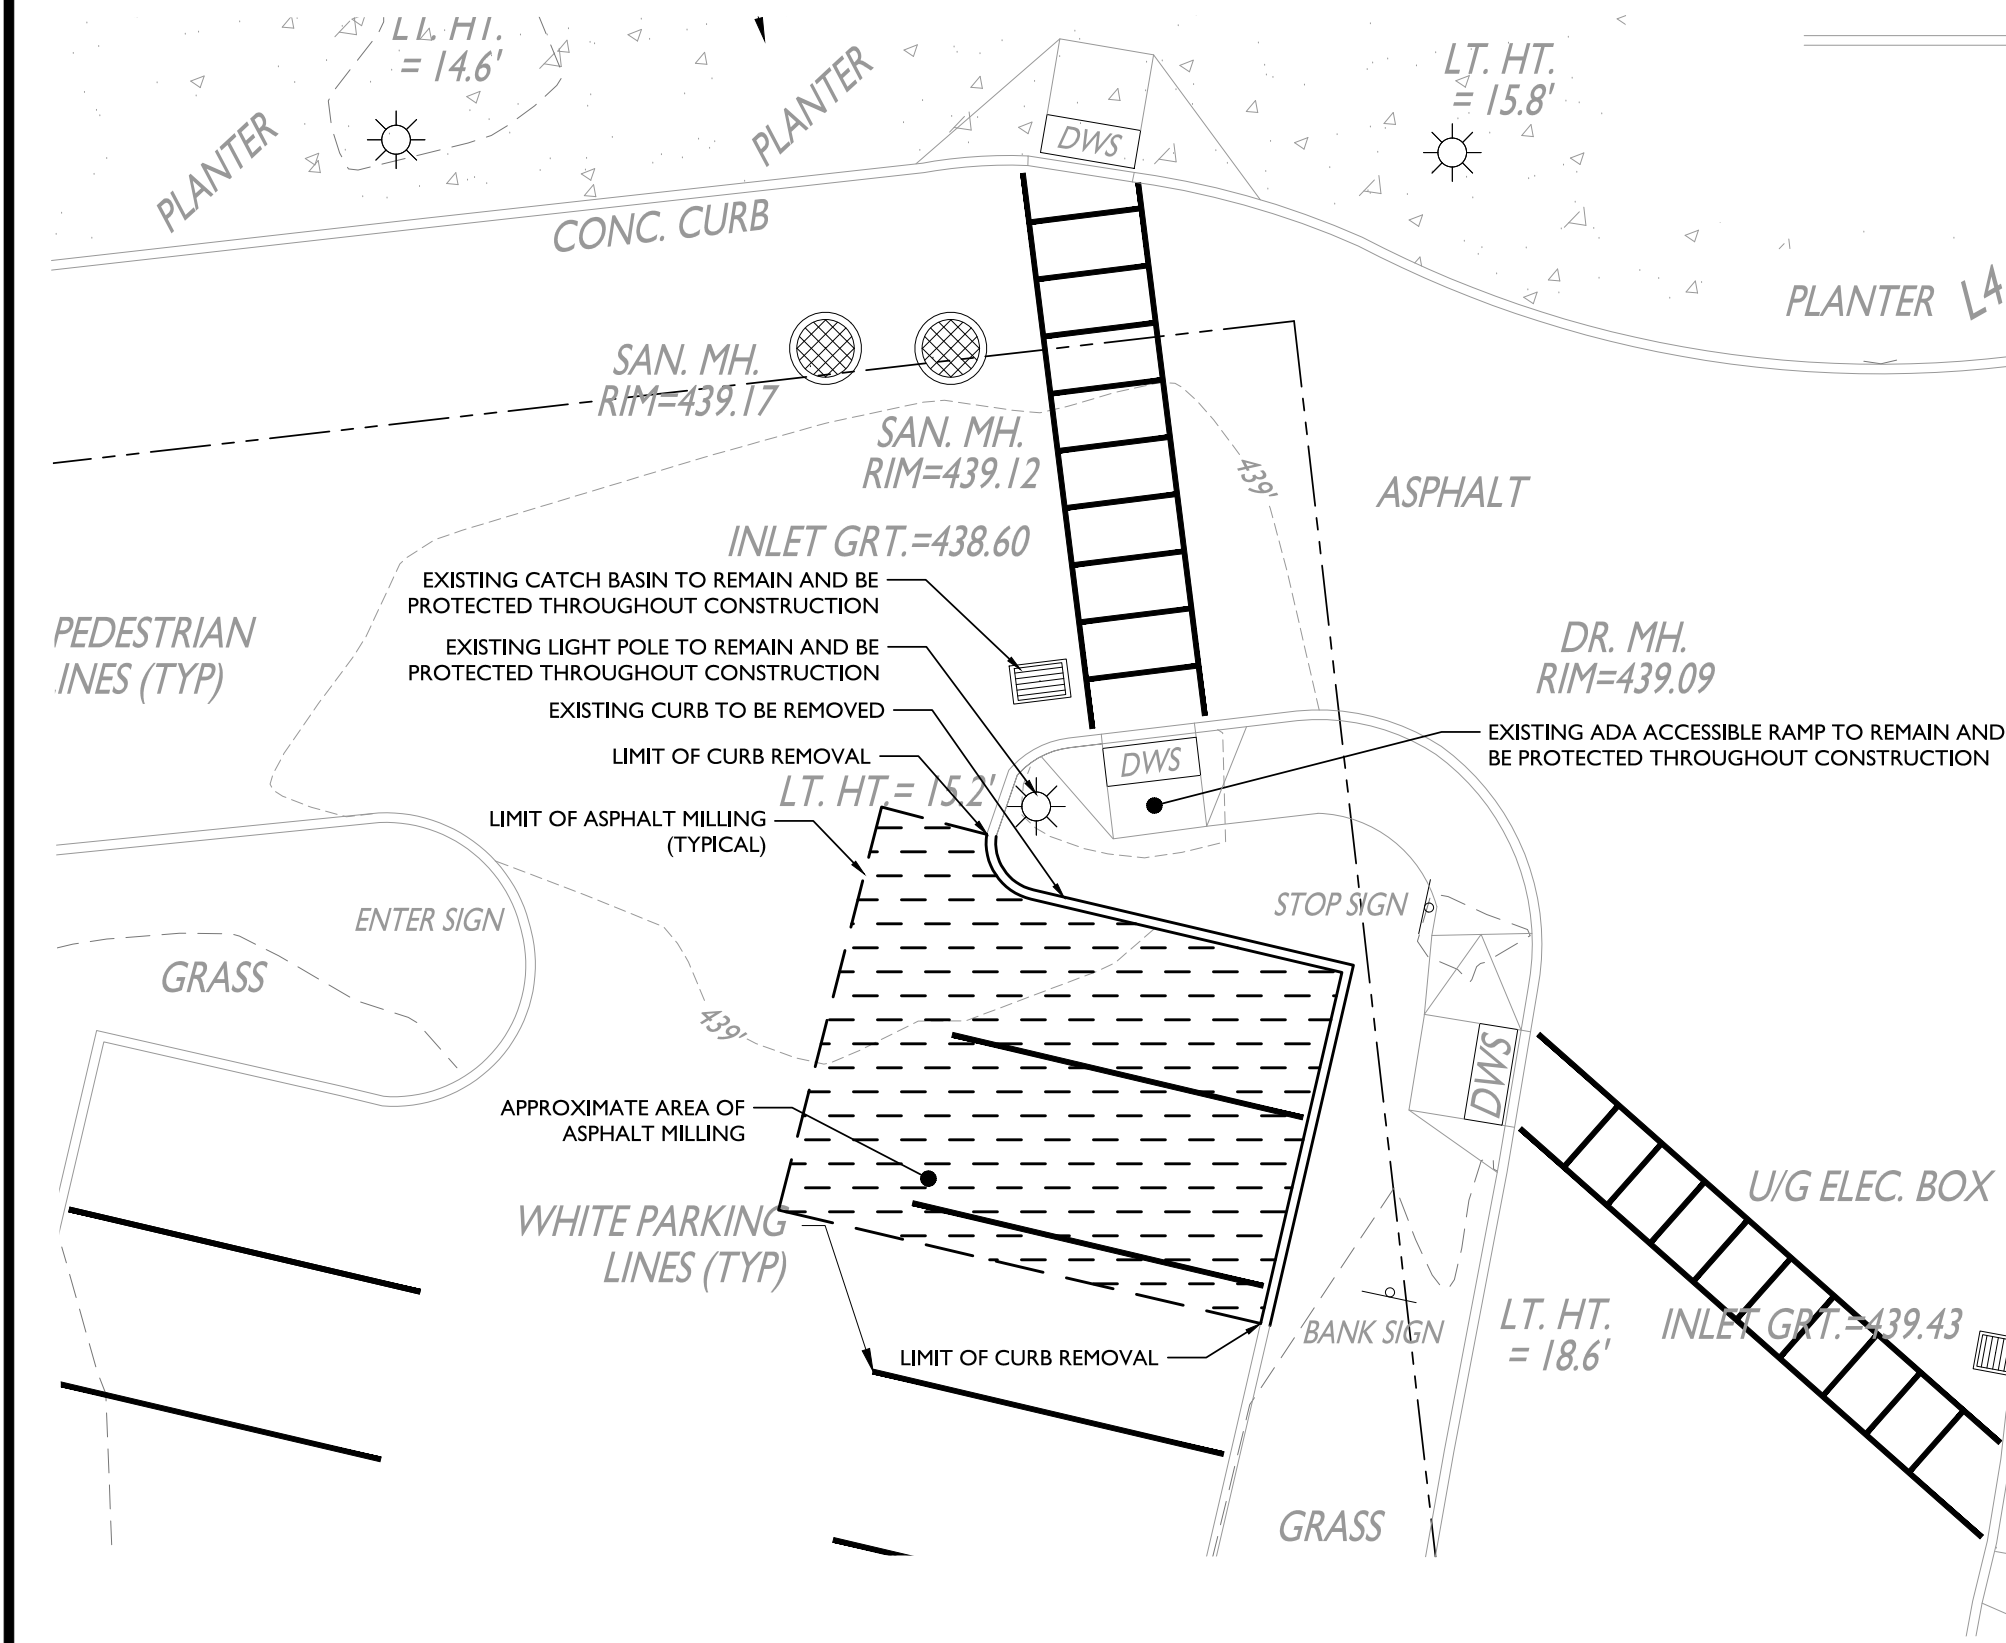 LT. HT.
= 14.6'
PLANTER
PLANTER
DWS
LT. HT.
= 15.8'
CONC. CURB
PLANTER
L4
SAN. MH.
RIM=439.17
SAN. MH.
RIM=439.12
439'
ASPHALT
INLET GRT.=438.60
EXISTING CATCH BASIN TO REMAIN AND BE
PROTECTED THROUGHOUT CONSTRUCTION
PEDESTRIAN
INES (TYP)
EXISTING LIGHT POLE TO REMAIN AND BE
PROTECTED THROUGHOUT CONSTRUCTION
DR. MH.
RIM=439.09
EXISTING CURB TO BE REMOVED
EXISTING ADA ACCESSIBLE RAMP TO REMAIN AND
BE PROTECTED THROUGHOUT CONSTRUCTION
LIMIT OF CURB REMOVAL
DWS
LT. HT.= 15.2'
LIMIT OF ASPHALT MILLING
(TYPICAL)
ENTER SIGN
STOP SIGN
GRASS
439'
DWS
APPROXIMATE AREA OF
ASPHALT MILLING
U/G ELEC. BOX
WHITE PARKING
LINES (TYP)
BANK SIGN
LT. HT.
= 18.6'
INLET GRT.=439.43
LIMIT OF CURB REMOVAL
GRASS